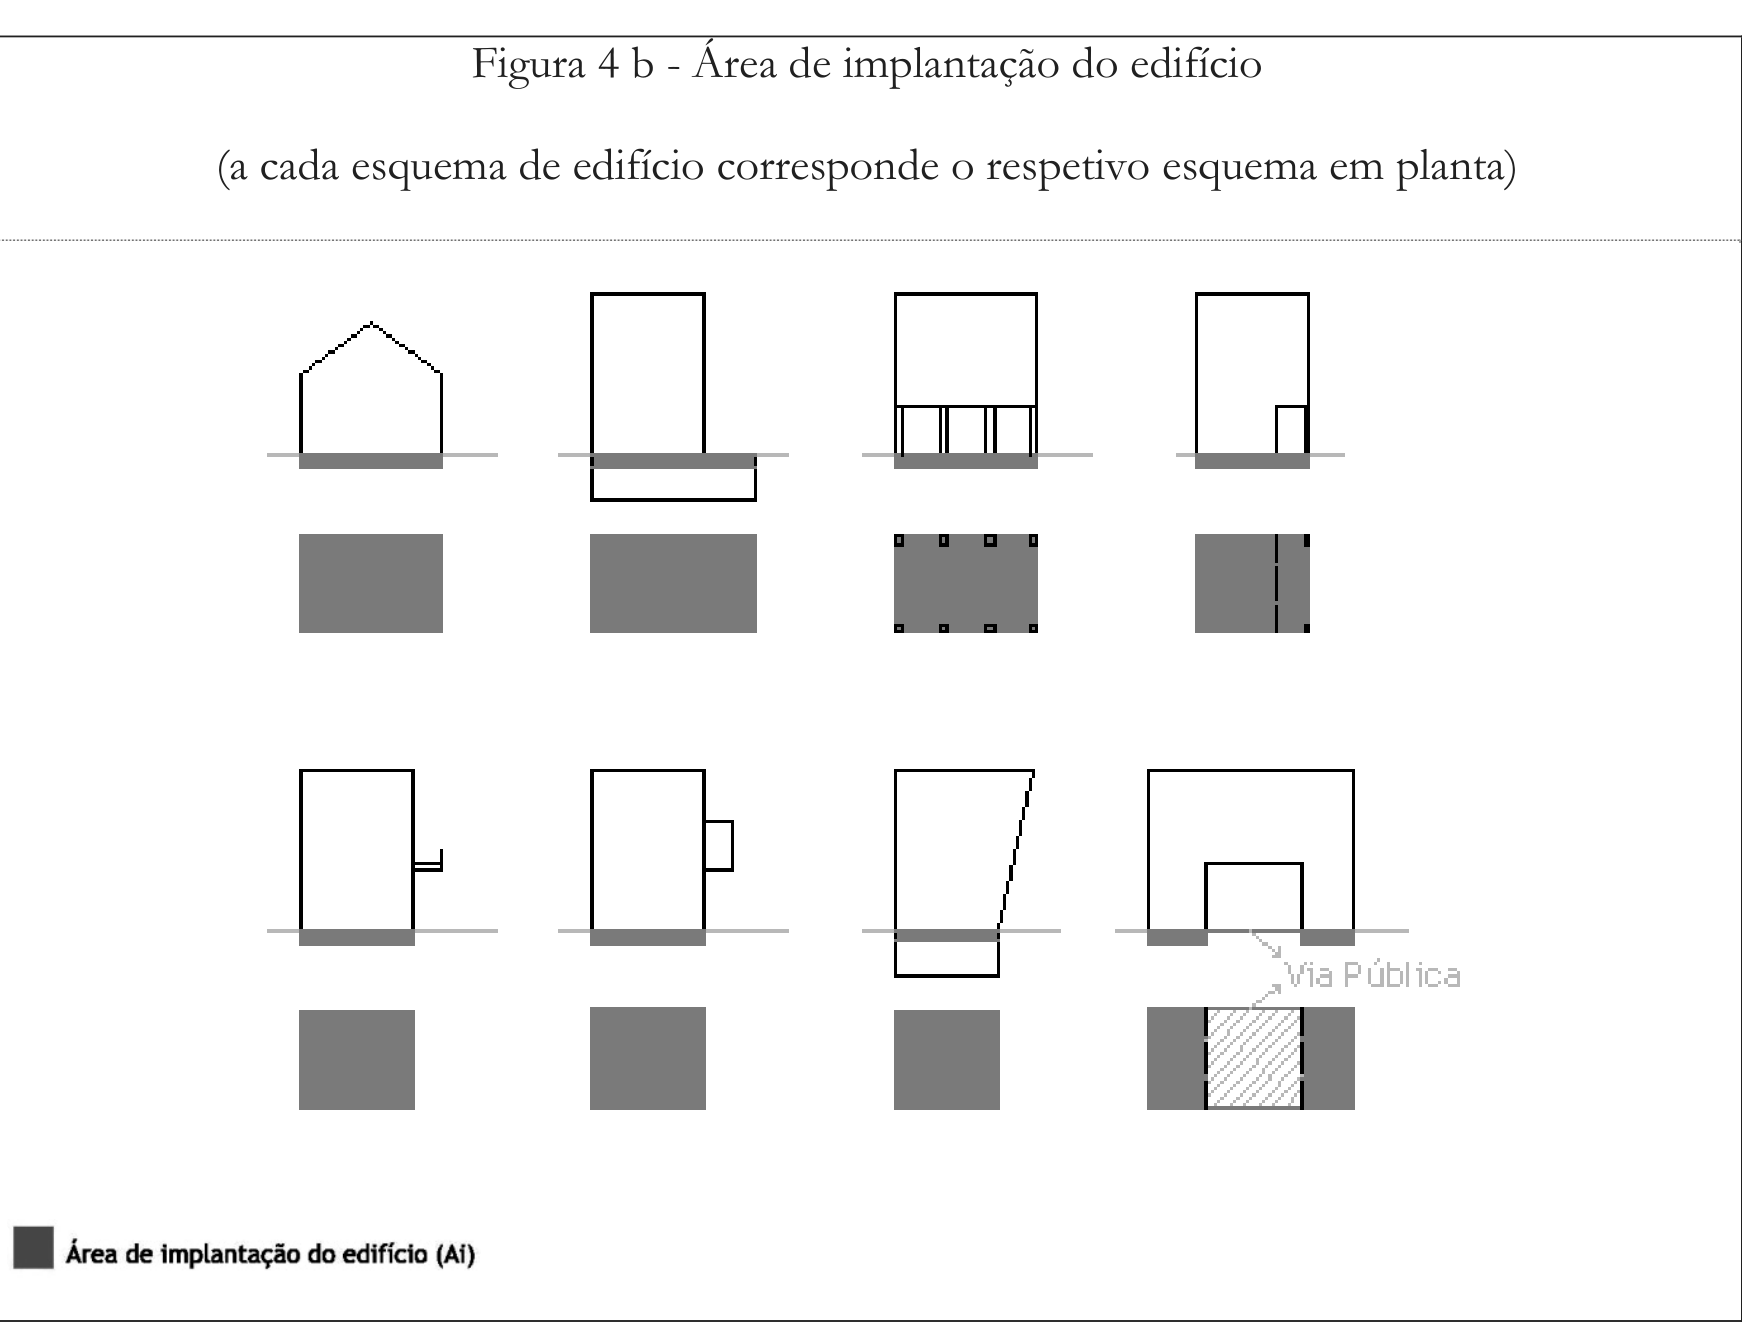 Figura 4 b - Área de implantação do edifício
(a cada esquema de edifício corresponde o respetivo esquema em planta)
Via Pública
Área de implantação do edifício (Ai)